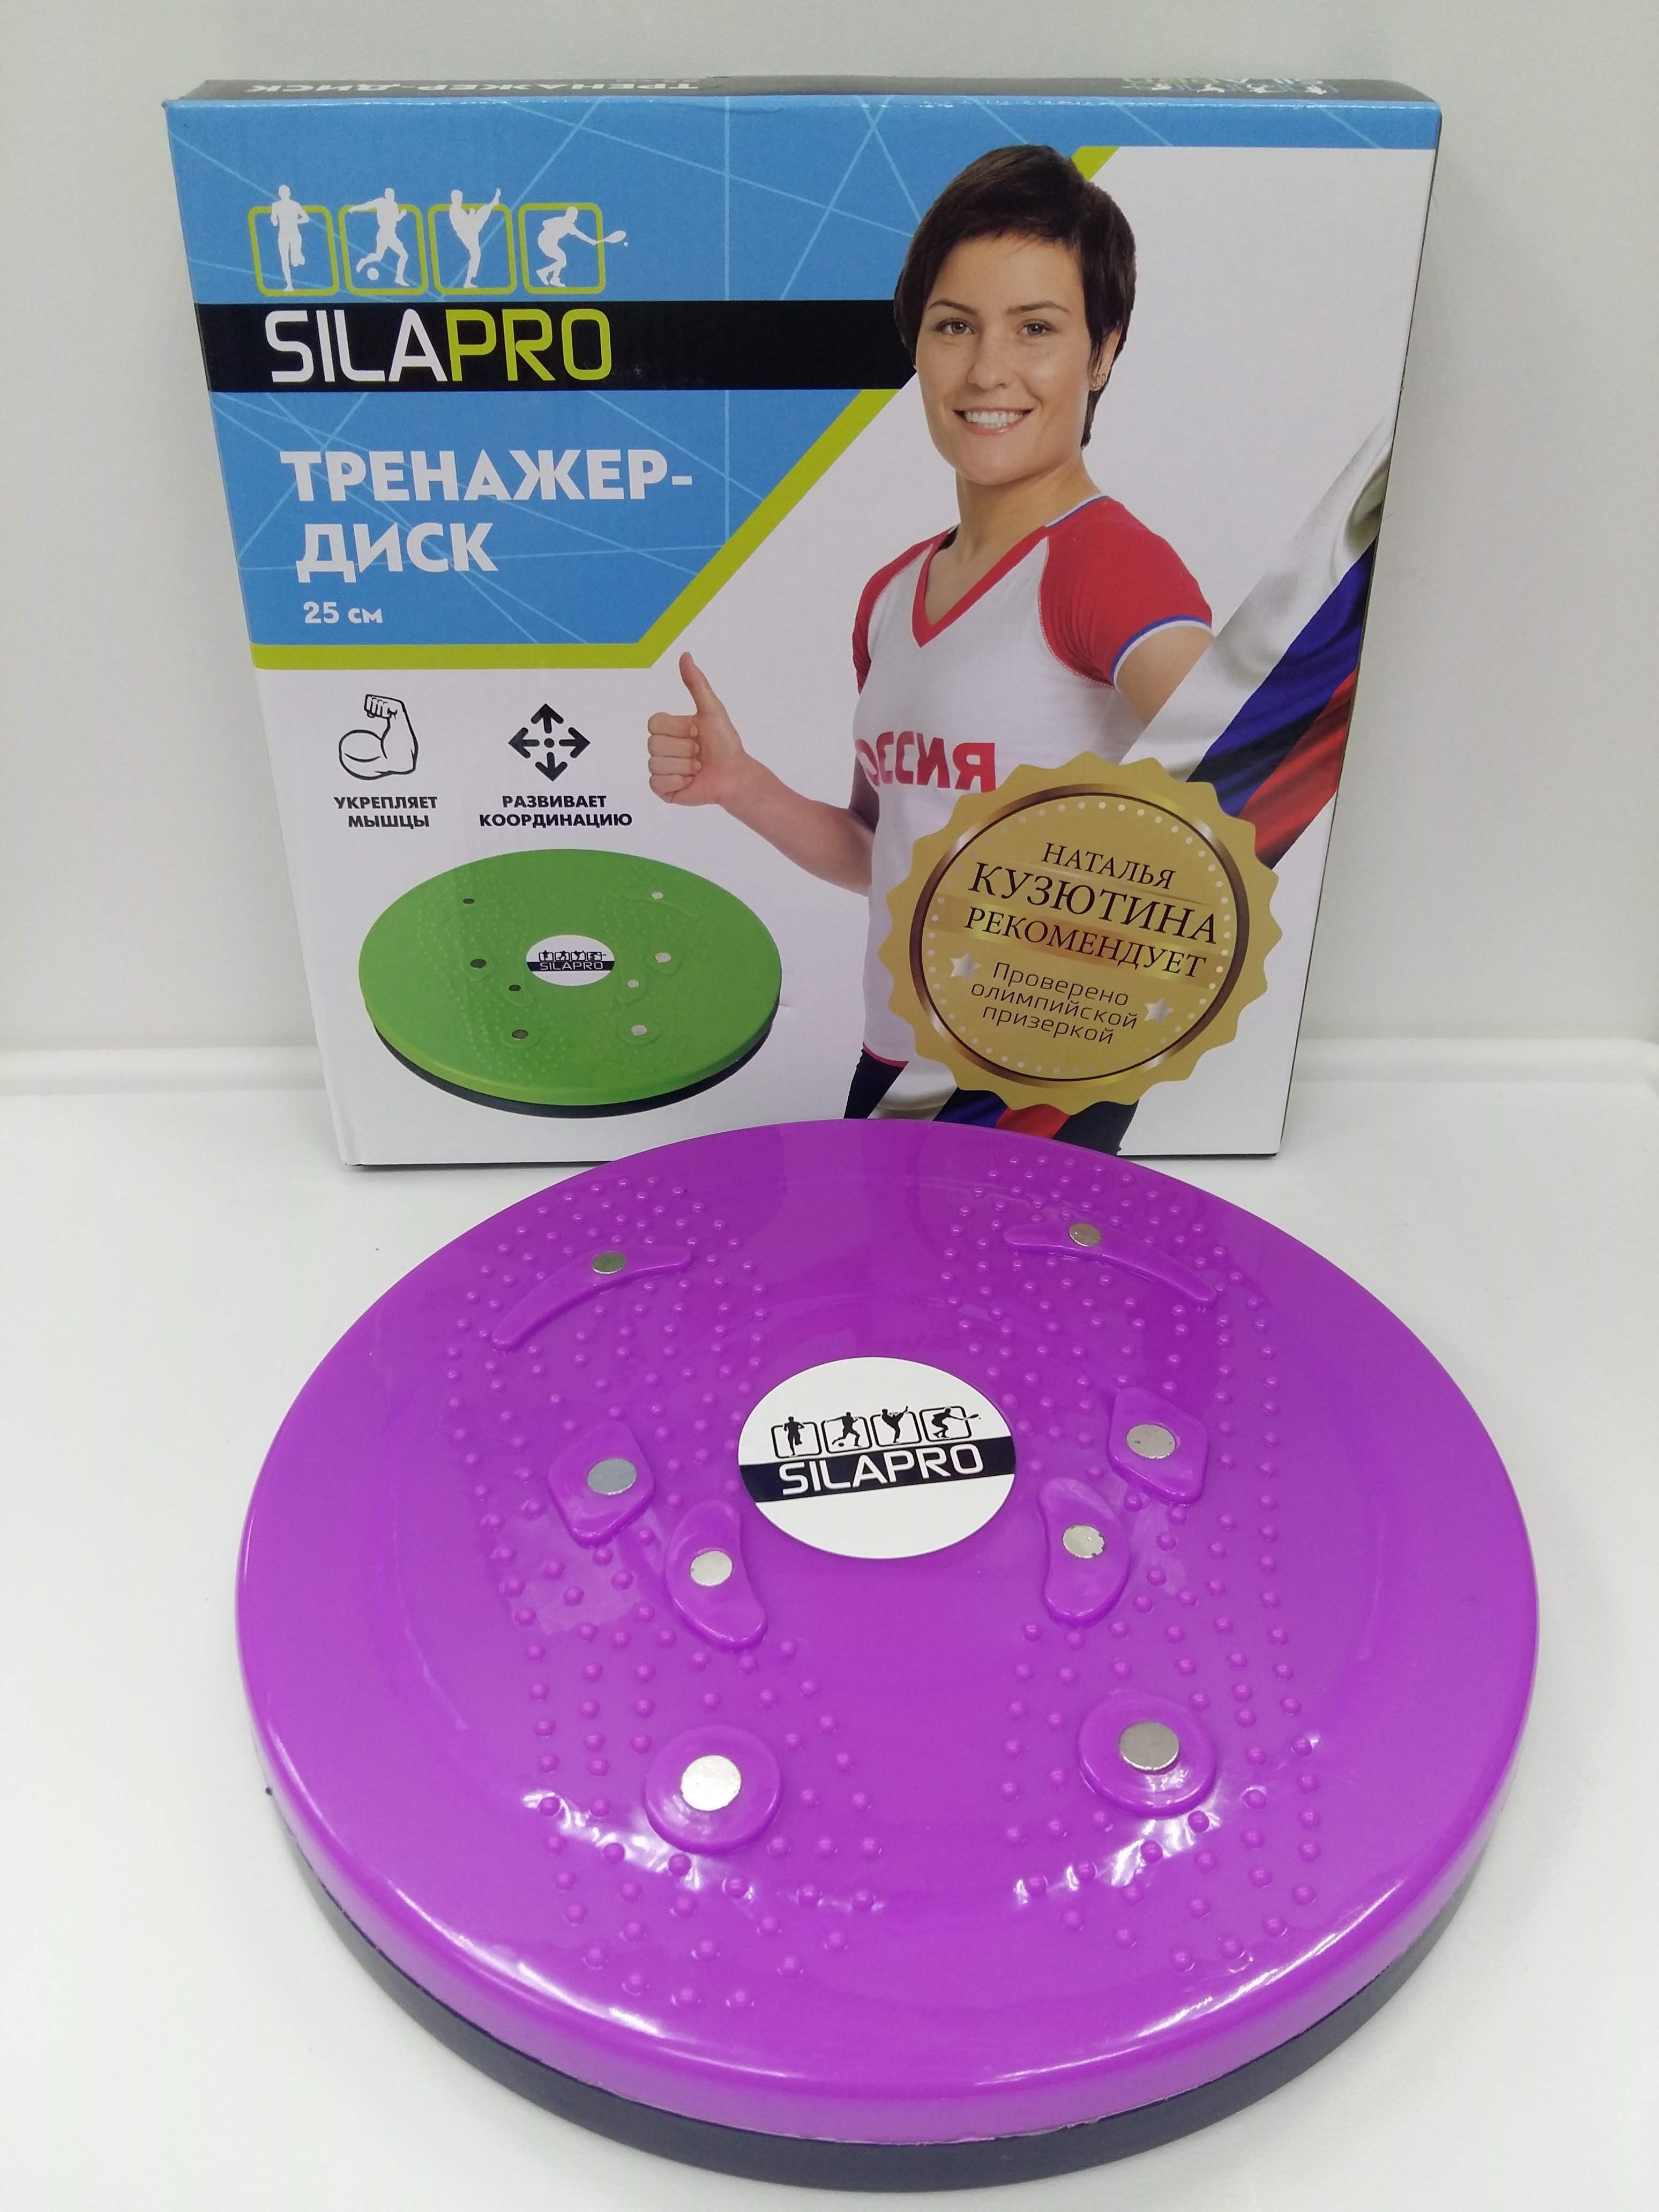 ТРЕНАЖЕР-ДИСК
SILAPRO
ТРЕНАЖЕР-
ДИСК
25 см
УКРЕПЛЯЕТ
МЫШЦЫ
РАЗВИВАЕТ
КООРДИНАЦИЮ
SILAPRO
НАТАЛЬЯ
КУЗЮТИНА
РЕКОМЕНДУЕТ
Проверено
олимпийской
призеркой
SILAPRO